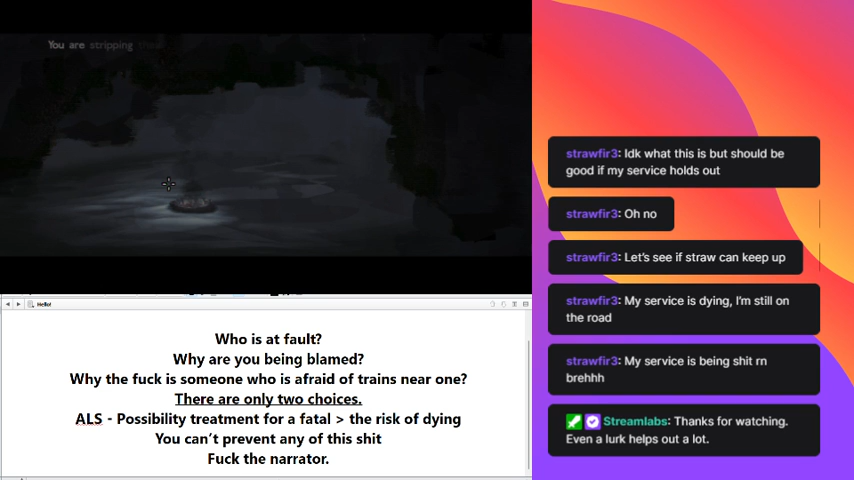 You are stripping
Hello!
Who is at fault?
Why are you being blamed?
Why the fuck is someone who is afraid of trains near one?
There are only two choices.
ALS - Possibility treatment for a fatal > the risk of dying
You can't prevent any of this shit
Fuck the narrator.
strawfir3: Idk what this is but should be
good if my service holds out
strawfir3: Oh no
strawfir3: Let's see if straw can keep up
strawfir3: My service is dying, I'm still on
the road
strawfir3: My service is being shit rn
brehhh
Streamlabs: Thanks for watching.
Even a lurk helps out a lot.